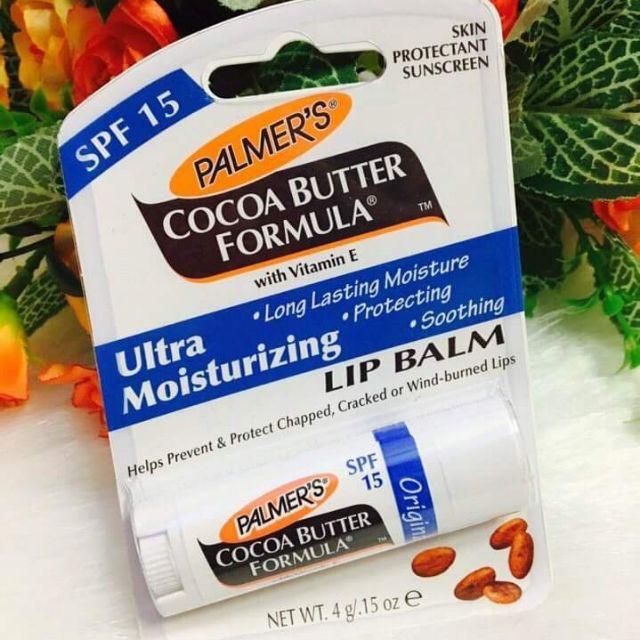 SKIN
PROTECTANT
SUNSCREEN
SPF 15
PALMER'S®
COCOA BUTTER
FORMULA®
™
with Vitamin E
• Long Lasting Moisture
• Protecting
• Soothing
Ultra
Moisturizing
LIP BALM
Helps Prevent & Protect Chapped, Cracked or Wind-burned Lips
SPF
15
PALMER'S®
COCOA BUTTER
FORMULA®
™
NET WT. 4 g/.15 oz e